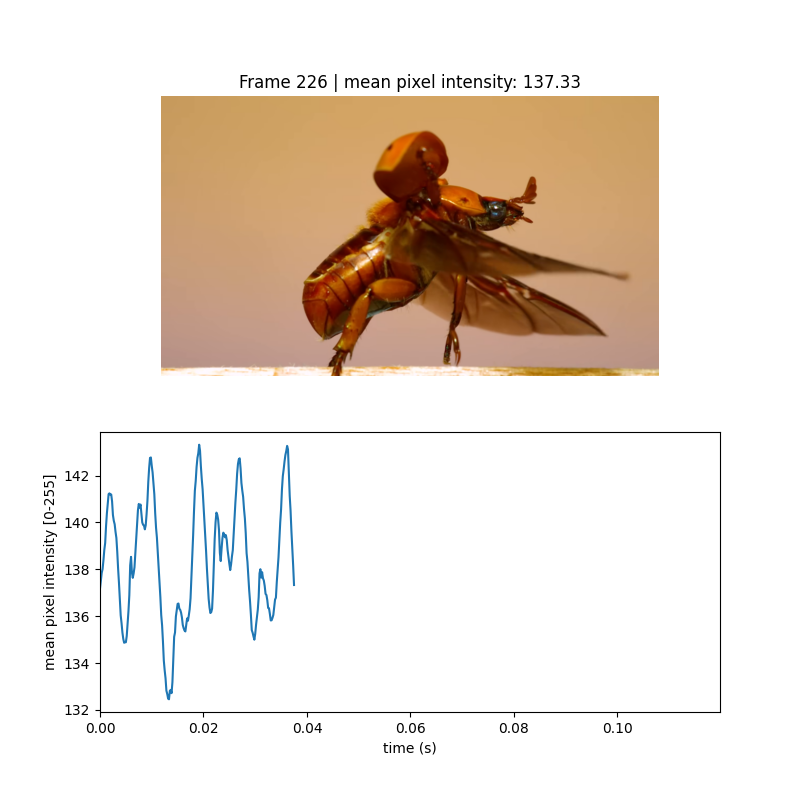 Frame 226 | mean pixel intensity: 137.33
142
140
138
136
134
132
mean pixel intensity [0-255]
0.00 0.02 0.04 0.06 0.08 0.10
time (s)